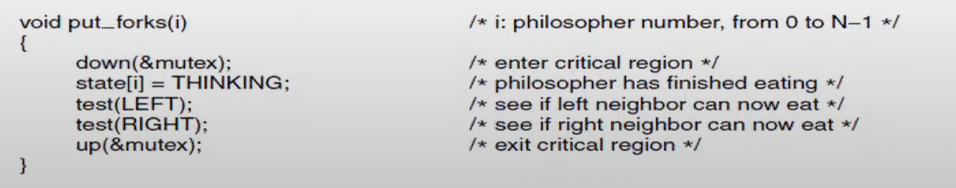 void put_forks(i) /* i: philosopher number, from 0 to N–1 */
{
down(&mutex); /* enter critical region */
state[i] = THINKING; /* philosopher has finished eating */
test(LEFT); /* see if left neighbor can now eat */
test(RIGHT); /* see if right neighbor can now eat */
up(&mutex); /* exit critical region */
}